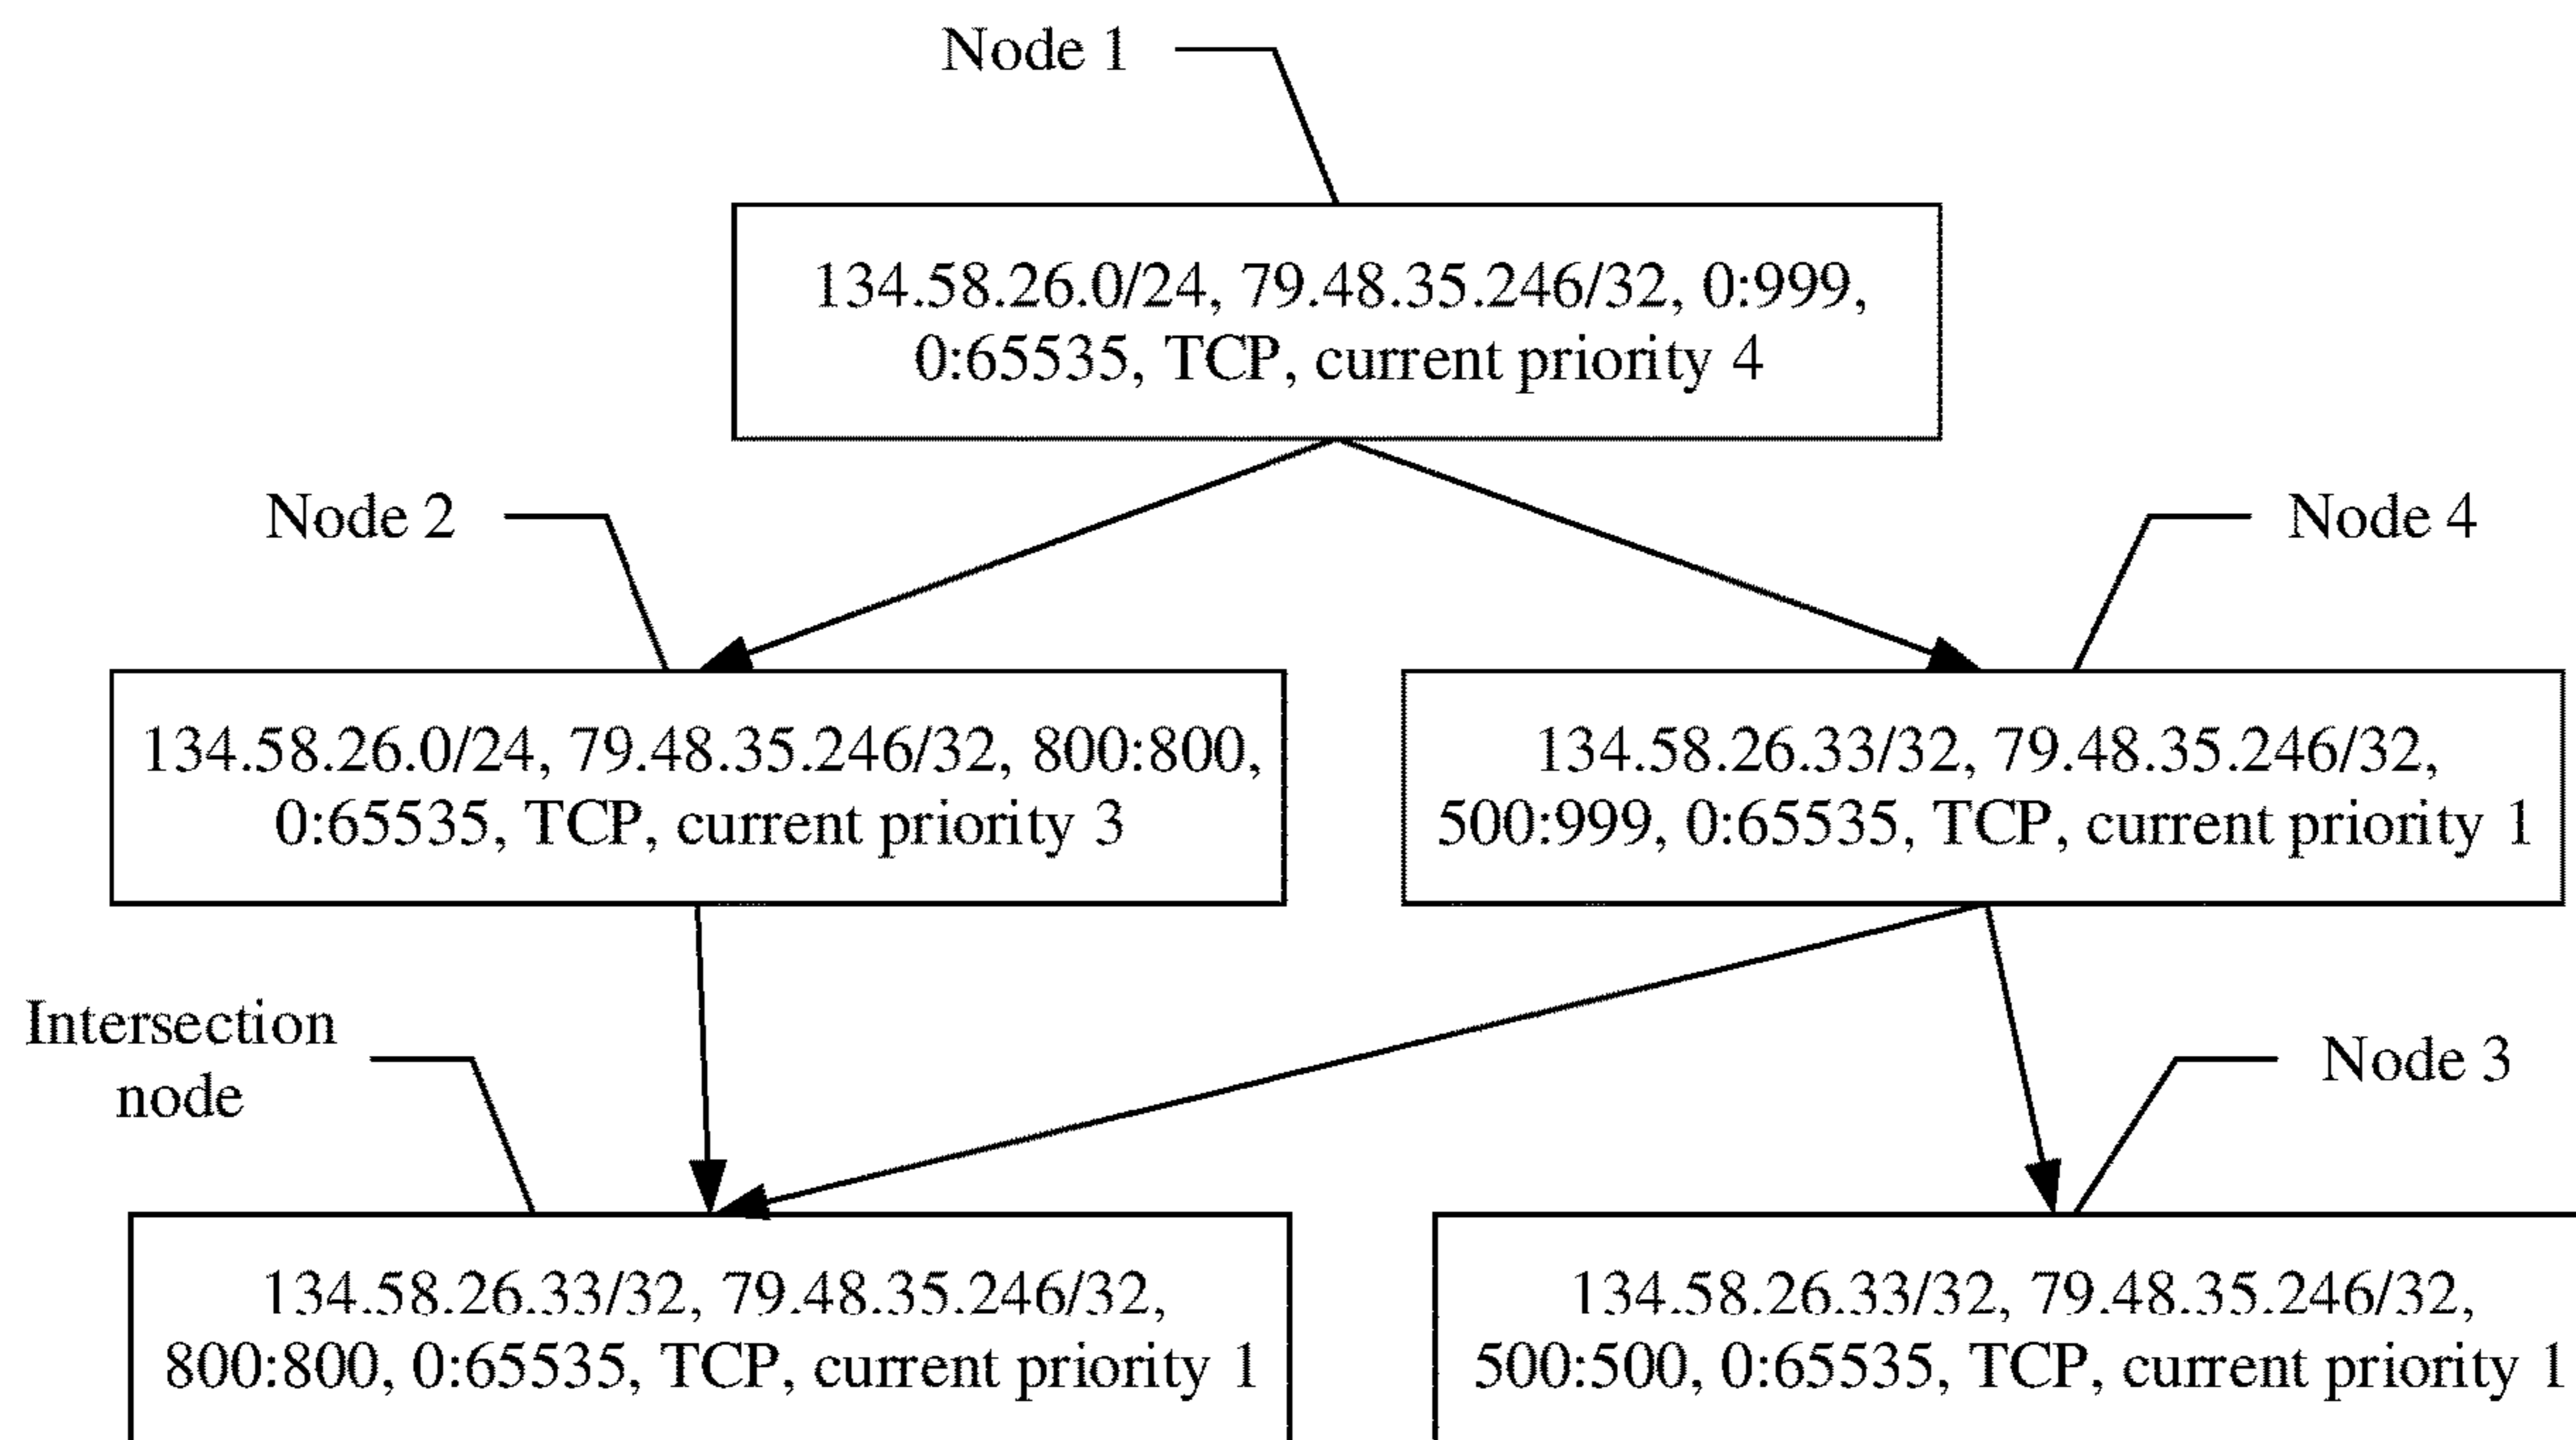 Node 1
134.58.26.0/24, 79.48.35.246/32, 0:999,
0:65535, TCP, current priority 4
Node 2
Node 4
134.58.26.0/24, 79.48.35.246/32, 800:800,
0:65535, TCP, current priority 3
134.58.26.33/32, 79.48.35.246/32,
500:999, 0:65535, TCP, current priority 1
Intersection
node
Node 3
134.58.26.33/32, 79.48.35.246/32,
800:800, 0:65535, TCP, current priority 1
134.58.26.33/32, 79.48.35.246/32,
500:500, 0:65535, TCP, current priority 1